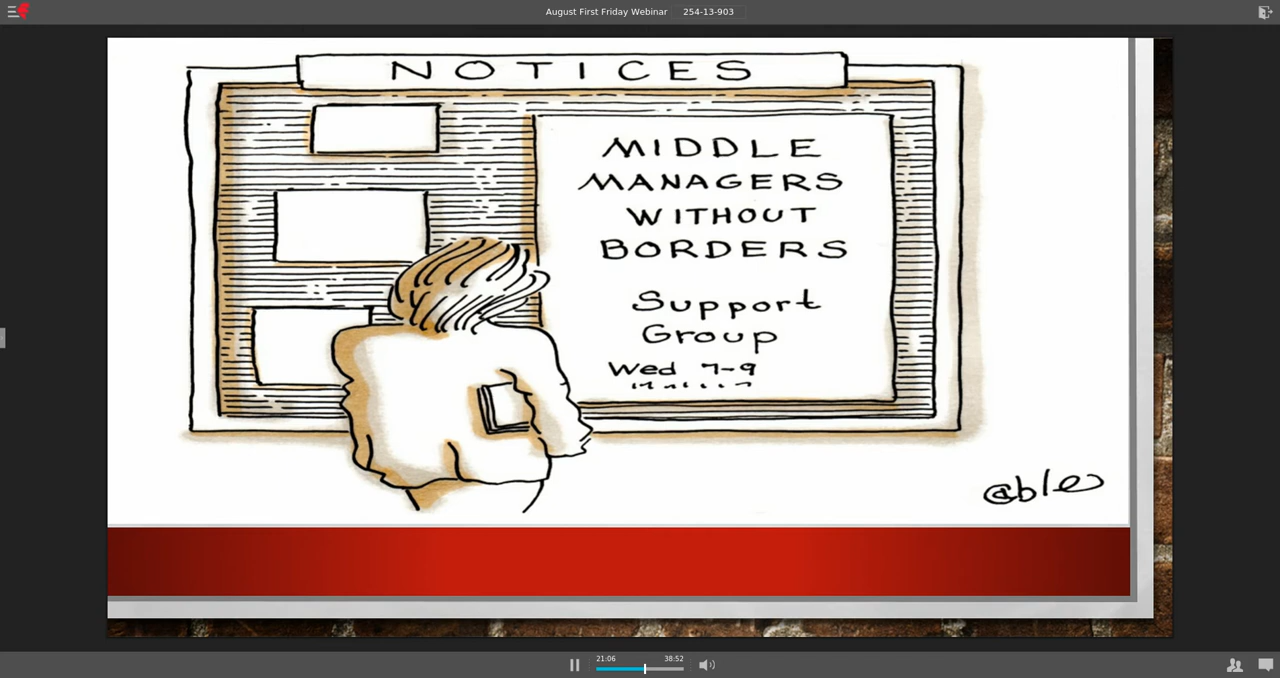 August First Friday Webinar 254-13-903
NOTICES
MIDDLE
MANAGERS
WITHOUT
BORDERS
Support
Group
Wed 7-9
@ble
21:06 38:52